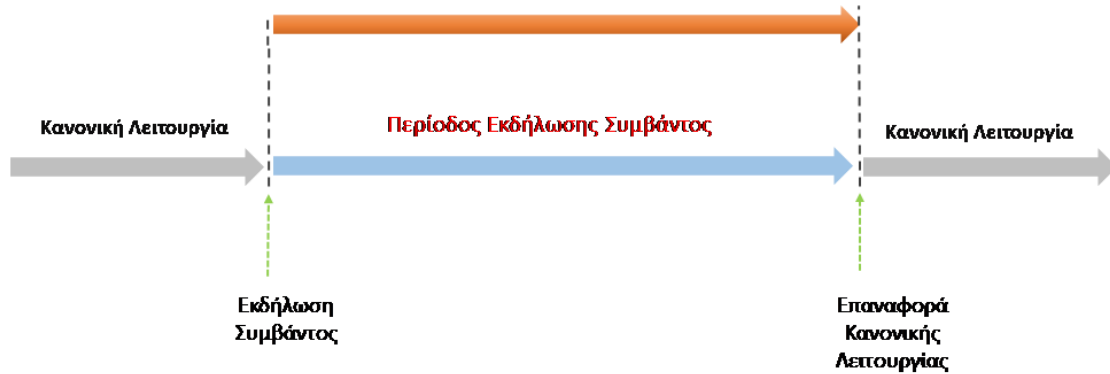 Κανονική Λειτουργία
Περίοδος Εκδήλωσης Συμβάντος
Κανονική Λειτουργία
Εκδήλωση
Συμβάντος
Επαναφορά
Κανονικής
Λειτουργίας